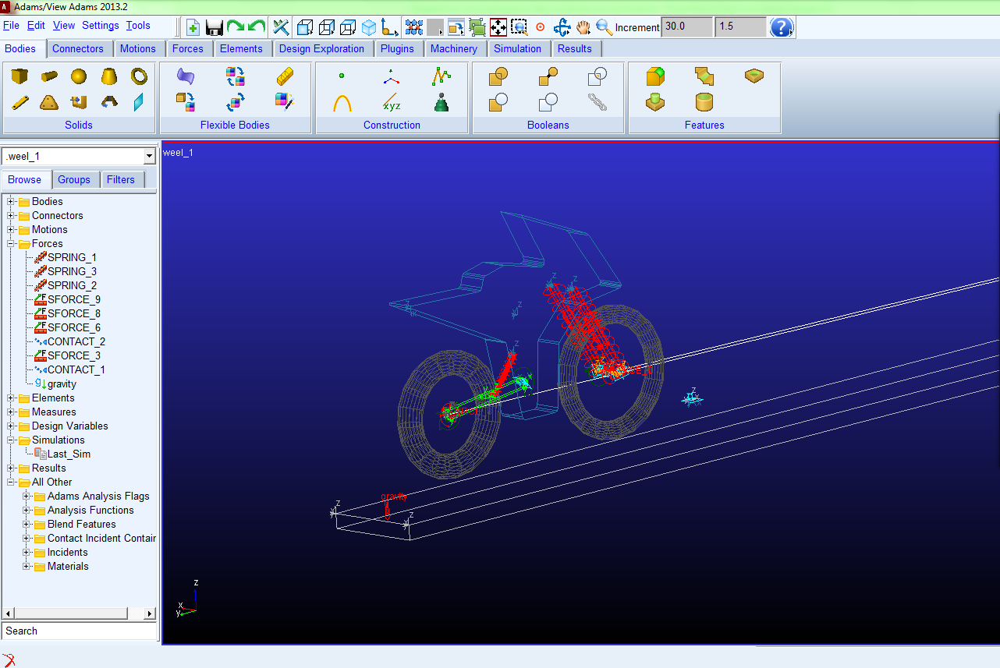 Adams/View Adams 2013.2
File Edit View Settings Tools Increment 30.0 1.5
Bodies Connectors Motions Forces Elements Design Exploration Plugins Machinery Simulation Results
xyz
Solids Flexible Bodies Construction Booleans Features
.weel_1
Browse Groups Filters
Bodies
Connectors
Motions
Forces
SPRING_1
SPRING_3
SPRING_2
SFORCE_9
SFORCE_8
SFORCE_6
CONTACT_2
SFORCE_3
CONTACT_1
gravity
Elements
Measures
Design Variables
Simulations
Last_Sim
Results
All Other
Adams Analysis Flags
Analysis Functions
Blend Features
Contact Incident Contair
Incidents
Materials
Search
weel_1
gravity
z
x
y